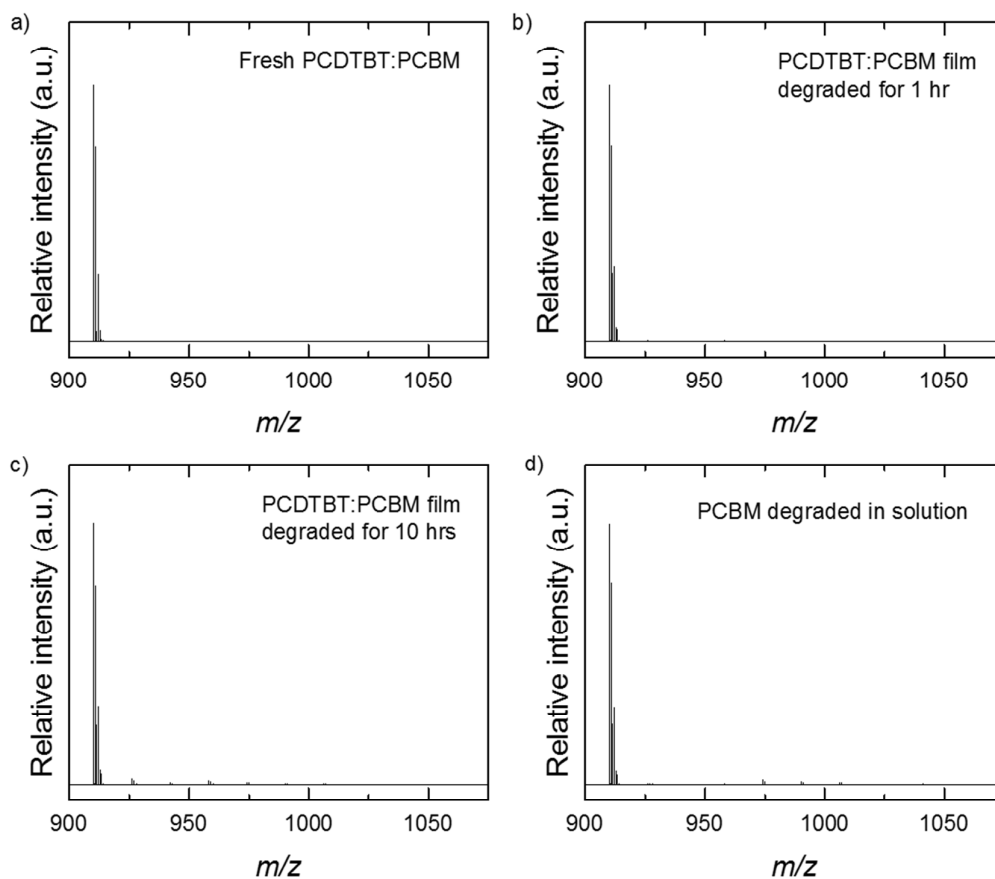 a)
Fresh PCDTBT:PCBM
Relative intensity (a.u.)
900 950 1000 1050
m/z
b)
PCDTBT:PCBM film
degraded for 1 hr
Relative intensity (a.u.)
900 950 1000 1050
m/z
c)
PCDTBT:PCBM film
degraded for 10 hrs
Relative intensity (a.u.)
900 950 1000 1050
m/z
d)
PCBM degraded in solution
Relative intensity (a.u.)
900 950 1000 1050
m/z